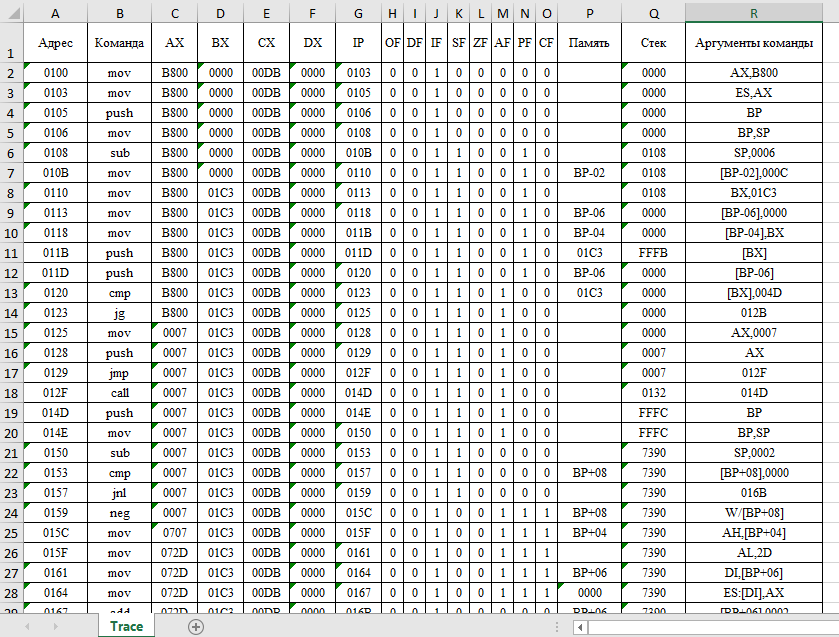 A B C D E F G H I J K L M N O P Q R
1 Адрес Команда AX BX CX DX IP OF DF IF SF ZF AF PF CF Память Стек Аргументы команды
2 0100 mov B800 0000 00DB 0000 0103 0 0 1 0 0 0 0 0 0000 AX,B800
3 0103 mov B800 0000 00DB 0000 0105 0 0 1 0 0 0 0 0 0000 ES,AX
4 0105 push B800 0000 00DB 0000 0106 0 0 1 0 0 0 0 0 0000 BP
5 0106 mov B800 0000 00DB 0000 0108 0 0 1 0 0 0 0 0 0000 BP,SP
6 0108 sub B800 0000 00DB 0000 010B 0 0 1 1 0 0 1 0 0108 SP,0006
7 010B mov B800 0000 00DB 0000 0110 0 0 1 1 0 0 1 0 BP-02 0108 [BP-02],000C
8 0110 mov B800 01C3 00DB 0000 0113 0 0 1 1 0 0 1 0 0108 BX,01C3
9 0113 mov B800 01C3 00DB 0000 0118 0 0 1 1 0 0 1 0 BP-06 0000 [BP-06],0000
10 0118 mov B800 01C3 00DB 0000 011B 0 0 1 1 0 0 1 0 BP-04 0000 [BP-04],BX
11 011B push B800 01C3 00DB 0000 011D 0 0 1 1 0 0 1 0 01C3 FFFB [BX]
12 011D push B800 01C3 00DB 0000 0120 0 0 1 1 0 0 1 0 BP-06 0000 [BP-06]
13 0120 cmp B800 01C3 00DB 0000 0123 0 0 1 1 0 1 0 0 01C3 0000 [BX],004D
14 0123 jg B800 01C3 00DB 0000 0125 0 0 1 1 0 1 0 0 0000 012B
15 0125 mov 0007 01C3 00DB 0000 0128 0 0 1 1 0 1 0 0 0000 AX,0007
16 0128 push 0007 01C3 00DB 0000 0129 0 0 1 1 0 1 0 0 0007 AX
17 0129 jmp 0007 01C3 00DB 0000 012F 0 0 1 1 0 1 0 0 0007 012F
18 012F call 0007 01C3 00DB 0000 014D 0 0 1 1 0 1 0 0 0132 014D
19 014D push 0007 01C3 00DB 0000 014E 0 0 1 1 0 1 0 0 FFFC BP
20 014E mov 0007 01C3 00DB 0000 0150 0 0 1 1 0 1 0 0 FFFC BP,SP
21 0150 sub 0007 01C3 00DB 0000 0153 0 0 1 1 0 0 0 0 7390 SP,0002
22 0153 cmp 0007 01C3 00DB 0000 0157 0 0 1 1 0 0 0 0 BP+08 7390 [BP+08],0000
23 0157 jnl 0007 01C3 00DB 0000 0159 0 0 1 1 0 0 0 0 7390 016B
24 0159 neg 0007 01C3 00DB 0000 015C 0 0 1 0 0 1 1 1 BP+08 7390 W/[BP+08]
25 015C mov 0707 01C3 00DB 0000 015F 0 0 1 0 0 1 1 1 BP+04 7390 AH,[BP+04]
26 015F mov 072D 01C3 00DB 0000 0161 0 0 1 0 0 1 1 1 7390 AL,2D
27 0161 mov 072D 01C3 00DB 0000 0164 0 0 1 0 0 1 1 1 BP+06 7390 DI,[BP+06]
28 0164 mov 072D 01C3 00DB 0000 0167 0 0 1 0 0 1 1 1 0000 7390 ES:[DI],AX
Trace